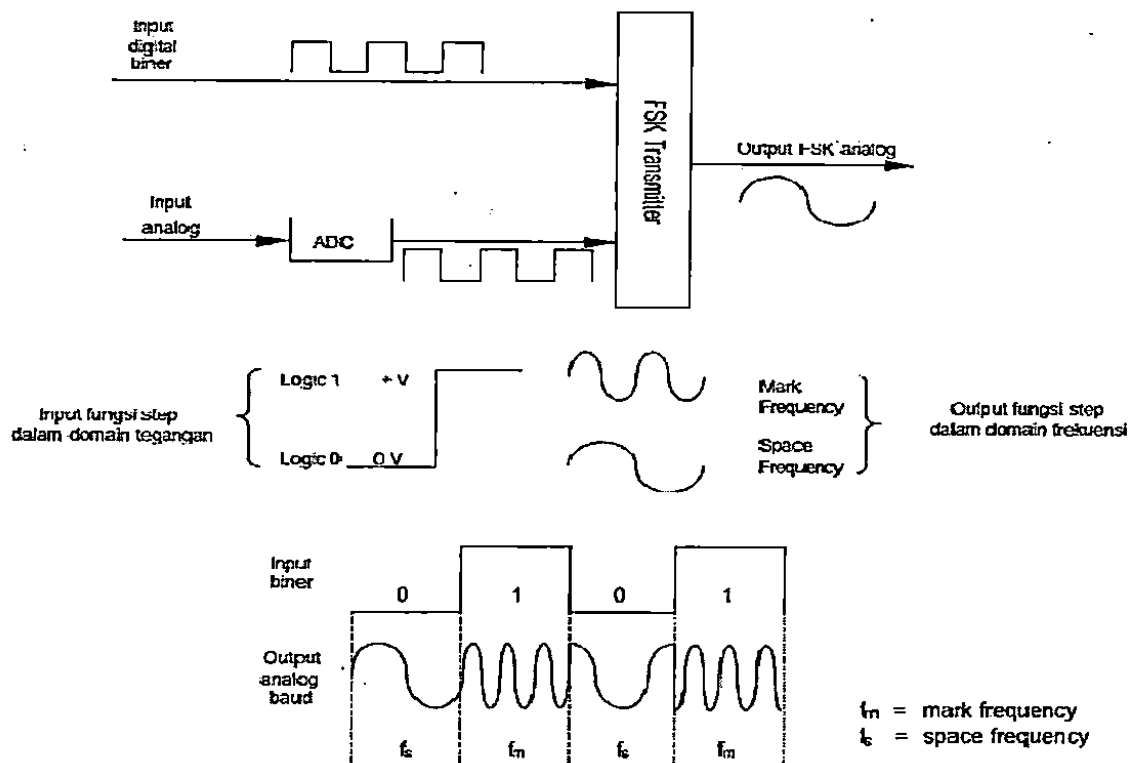 Input
digital
biner
FSK Transmitter
Output FSK analog
Input
analog
ADC
Logic 1 + V
Mark
Frequency
Input fungsi step
dalam domain tegangan
Output fungsi step
dalam domain frekuensi
Logic 0 0 V
Space
Frequency
Input
biner
0 1 0 1
Output
analog
baud
fs fm fs fm
fm = mark frequency
fs = space frequency